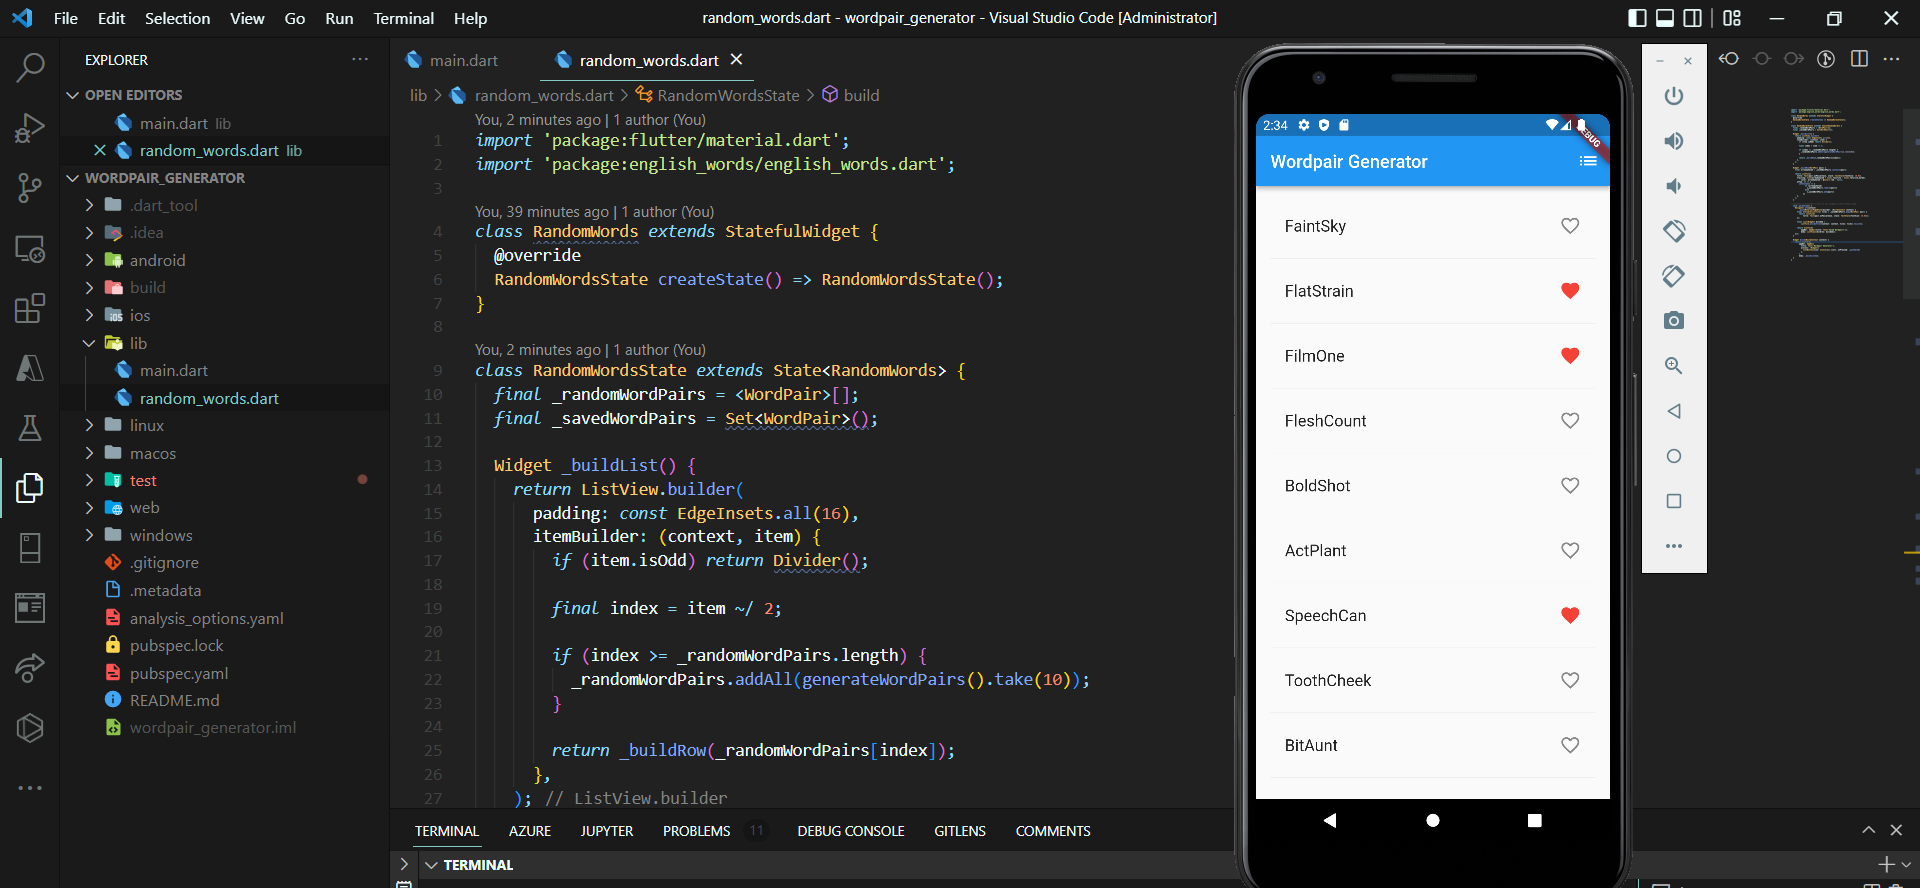 File Edit Selection View Go Run Terminal Help
random_words.dart - wordpair_generator - Visual Studio Code [Administrator]
EXPLORER
OPEN EDITORS
main.dart lib
random_words.dart lib
WORDPAIR_GENERATOR
.dart_tool
.idea
android
build
ios
lib
main.dart
random_words.dart
linux
macos
test
web
windows
.gitignore
.metadata
analysis_options.yaml
pubspec.lock
pubspec.yaml
README.md
wordpair_generator.iml
main.dart
random_words.dart
lib > random_words.dart > RandomWordsState > build
You, 2 minutes ago | 1 author (You)
1 import 'package:flutter/material.dart';
2 import 'package:english_words/english_words.dart';
3
You, 39 minutes ago | 1 author (You)
4 class RandomWords extends StatefulWidget {
5 @override
6 RandomWordsState createState() => RandomWordsState();
7 }
8
You, 2 minutes ago | 1 author (You)
9 class RandomWordsState extends State<RandomWords> {
10 final _randomWordPairs = <WordPair>[];
11 final _savedWordPairs = Set<WordPair>();
12
13 Widget _buildList() {
14 return ListView.builder(
15 padding: const EdgeInsets.all(16),
16 itemBuilder: (context, item) {
17 if (item.isOdd) return Divider();
18
19 final index = item ~/ 2;
20
21 if (index >= _randomWordPairs.length) {
22 _randomWordPairs.addAll(generateWordPairs().take(10));
23 }
24
25 return _buildRow(_randomWordPairs[index]);
26 },
27 ); // ListView.builder
TERMINAL AZURE JUPYTER PROBLEMS 11 DEBUG CONSOLE GITLENS COMMENTS
TERMINAL
2:34
DEBUG
Wordpair Generator
FaintSky
FlatStrain
FilmOne
FleshCount
BoldShot
ActPlant
SpeechCan
ToothCheek
BitAunt